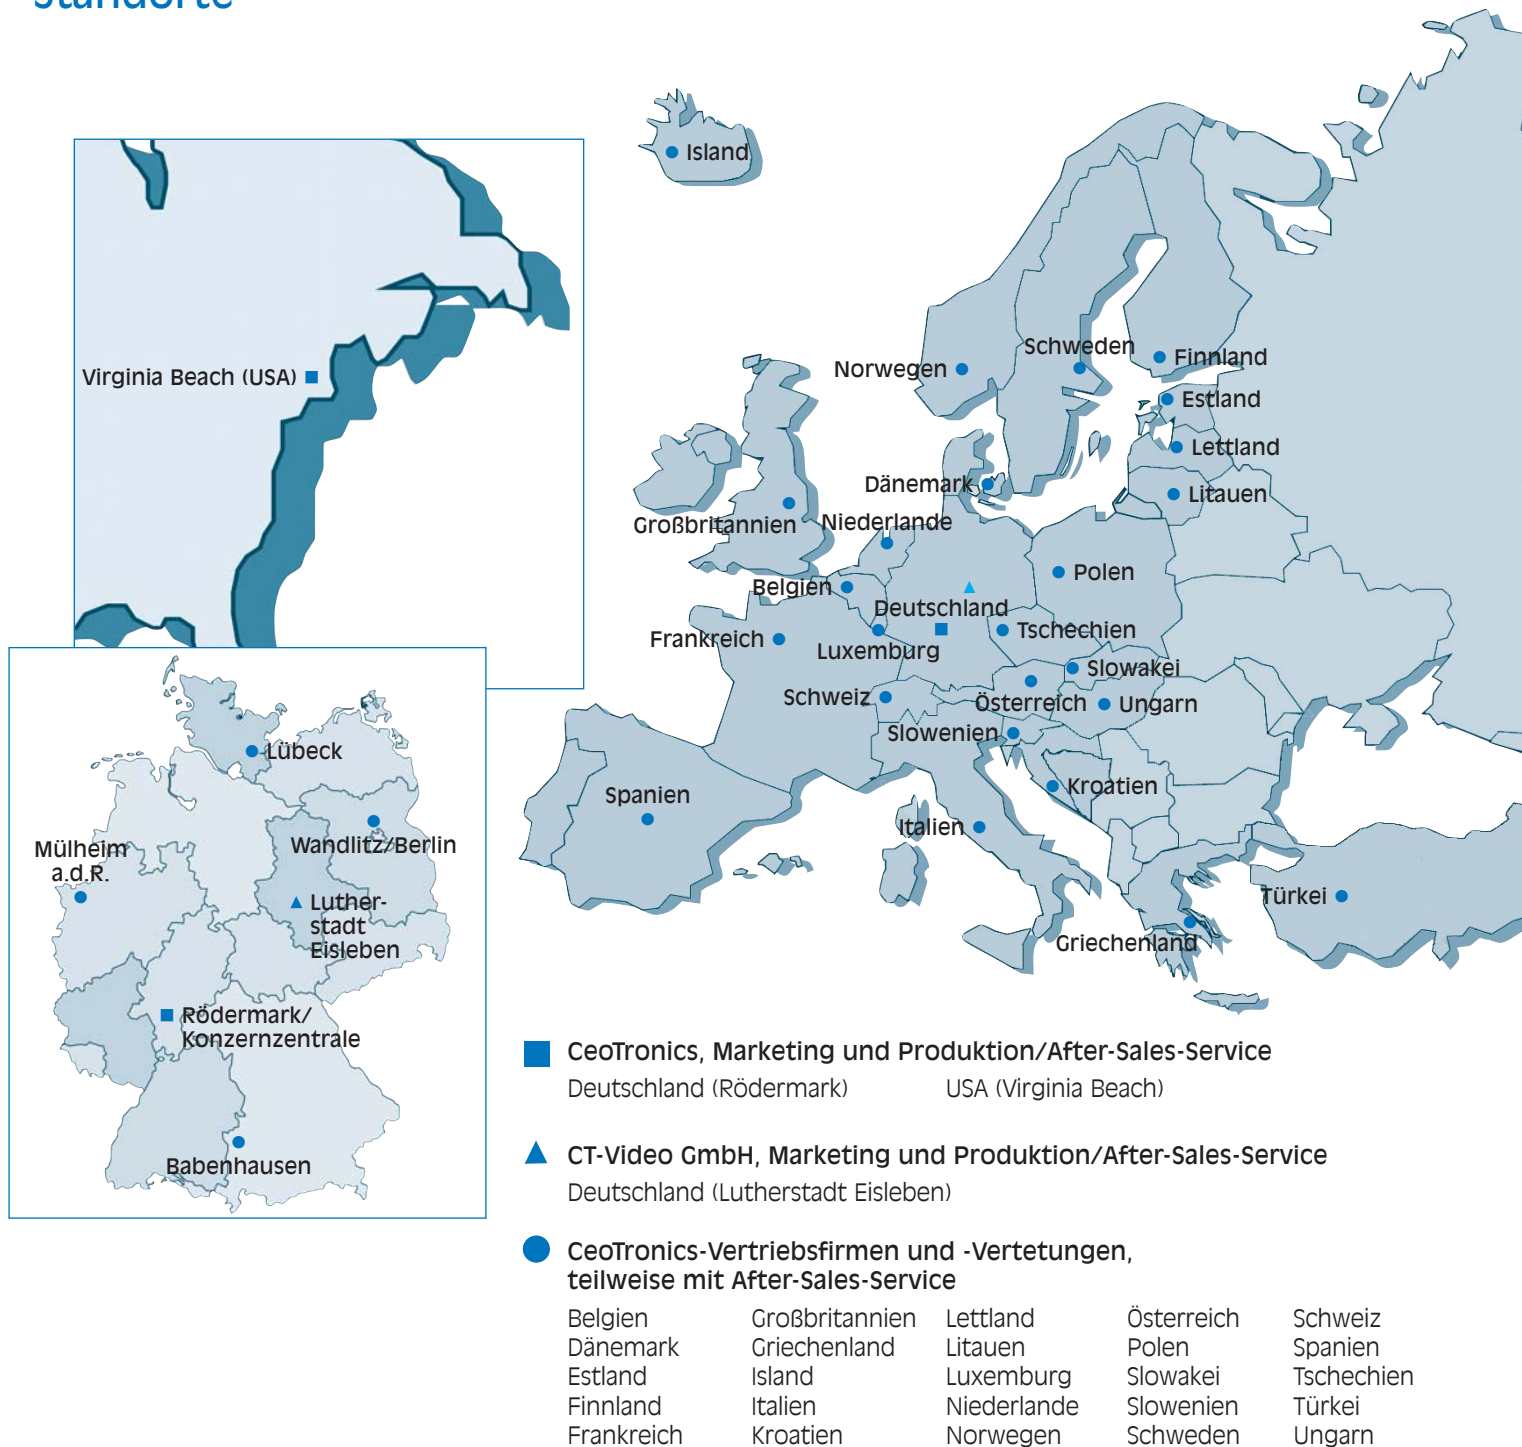 Standorte
Island
Virginia Beach (USA)
Norwegen
Schweden
Finnland
Estland
Lettland
Litauen
Dänemark
Großbritannien
Niederlande
Belgien
Polen
Deutschland
Frankreich
Luxemburg
Tschechien
Slowakei
Schweiz
Österreich
Ungarn
Slowenien
Kroatien
Spanien
Italien
Türkei
Griechenland
Lübeck
Wandlitz/Berlin
Mülheim
a.d.R.
Luther-
stadt
Eisleben
Rödermark/
Konzernzentrale
Babenhausen
CeoTronics, Marketing und Produktion/After-Sales-Service
Deutschland (Rödermark) USA (Virginia Beach)
CT-Video GmbH, Marketing und Produktion/After-Sales-Service
Deutschland (Lutherstadt Eisleben)
CeoTronics-Vertriebsfirmen und -Vertetungen,
teilweise mit After-Sales-Service
Belgien Großbritannien Lettland Österreich Schweiz
Dänemark Griechenland Litauen Polen Spanien
Estland Island Luxemburg Slowakei Tschechien
Finnland Italien Niederlande Slowenien Türkei
Frankreich Kroatien Norwegen Schweden Ungarn